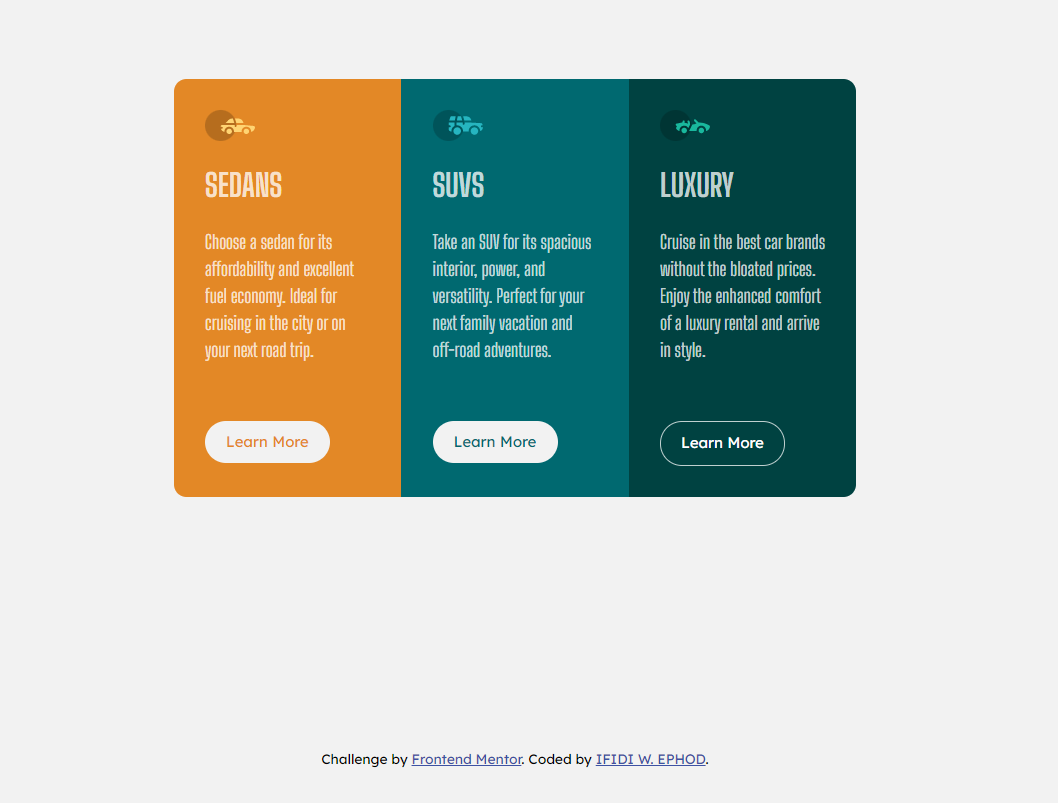 SEDANS
Choose a sedan for its
affordability and excellent
fuel economy. Ideal for
cruising in the city or on
your next road trip.
Learn More
SUVS
Take an SUV for its spacious
interior, power, and
versatility. Perfect for your
next family vacation and
off-road adventures.
Learn More
LUXURY
Cruise in the best car brands
without the bloated prices.
Enjoy the enhanced comfort
of a luxury rental and arrive
in style.
Learn More
Challenge by Frontend Mentor. Coded by IFIDI W. EPHOD.